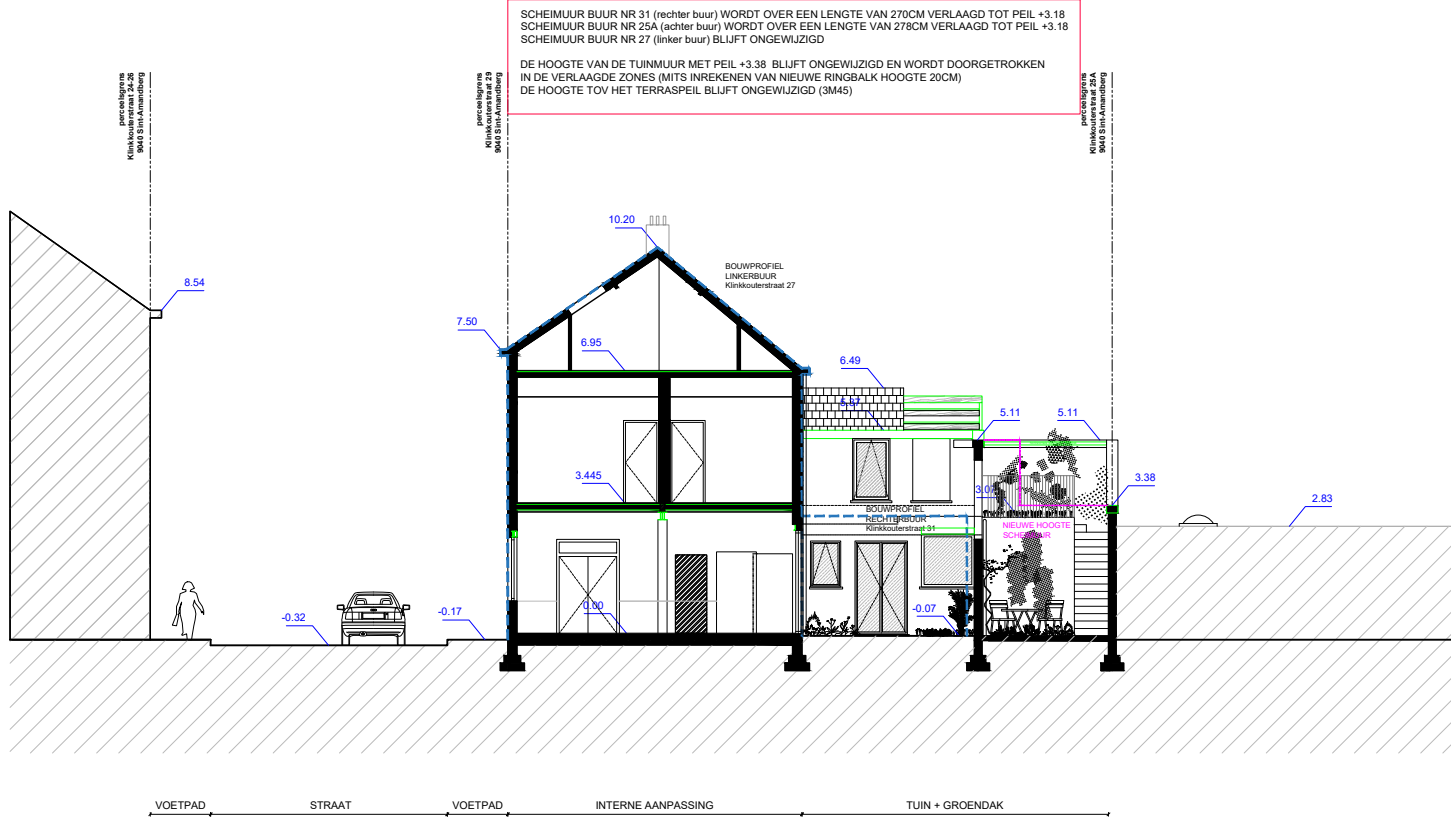 SCHEIMUUR BUUR NR 31 (rechter buur) WORDT OVER EEN LENGTE VAN 270CM VERLAAGD TOT PEIL +3.18
SCHEIMUUR BUUR NR 25A (achter buur) WORDT OVER EEN LENGTE VAN 278CM VERLAAGD TOT PEIL +3.18
SCHEIMUUR BUUR NR 27 (linker buur) BLIJFT ONGEWIJZIGD
DE HOOGTE VAN DE TUINMUUR MET PEIL +3.38 BLIJFT ONGEWIJZIGD EN WORDT DOORGETROKKEN
IN DE VERLAAGDE ZONES (MITS INREKENEN VAN NIEUWE RINGBALK HOOGTE 20CM)
DE HOOGTE TOV HET TERRASPEIL BLIJFT ONGEWIJZIGD (3M45)
perceelsgrens
Klinkkouterstraat 24-26
9040 Sint-Amandberg
perceelsgrens
Klinkkouterstraat 29
9040 Sint-Amandberg
perceelsgrens
Klinkkouterstraat 25A
9040 Sint-Amandberg
10.20
BOUWPROFIEL
LINKERBUUR
Klinkkouterstraat 27
8.54
7.50
6.95
6.49
5.37
5.11
5.11
3.445
3.07
3.38
2.83
BOUWPROFIEL
RECHTERBUUR
Klinkkouterstraat 31
NIEUWE HOOGTE
SCHEIMUUR
0.00
-0.07
-0.17
-0.32
VOETPAD
STRAAT
VOETPAD
INTERNE AANPASSING
TUIN + GROENDAK